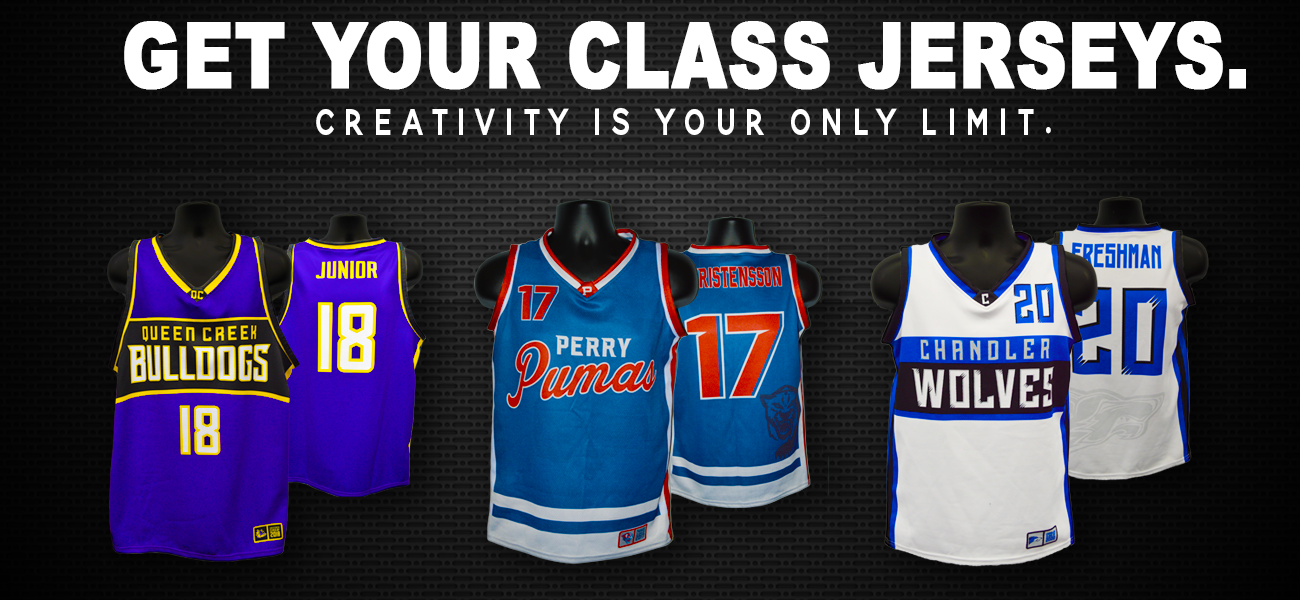 GET YOUR CLASS JERSEYS.
CREATIVITY IS YOUR ONLY LIMIT.
QC
QUEEN CREEK
BULLDOGS
18
JUNIOR
18
P
17
PERRY
Pumas
RISTENSSON
17
C
20
CHANDLER
WOLVES
FRESHMAN
20